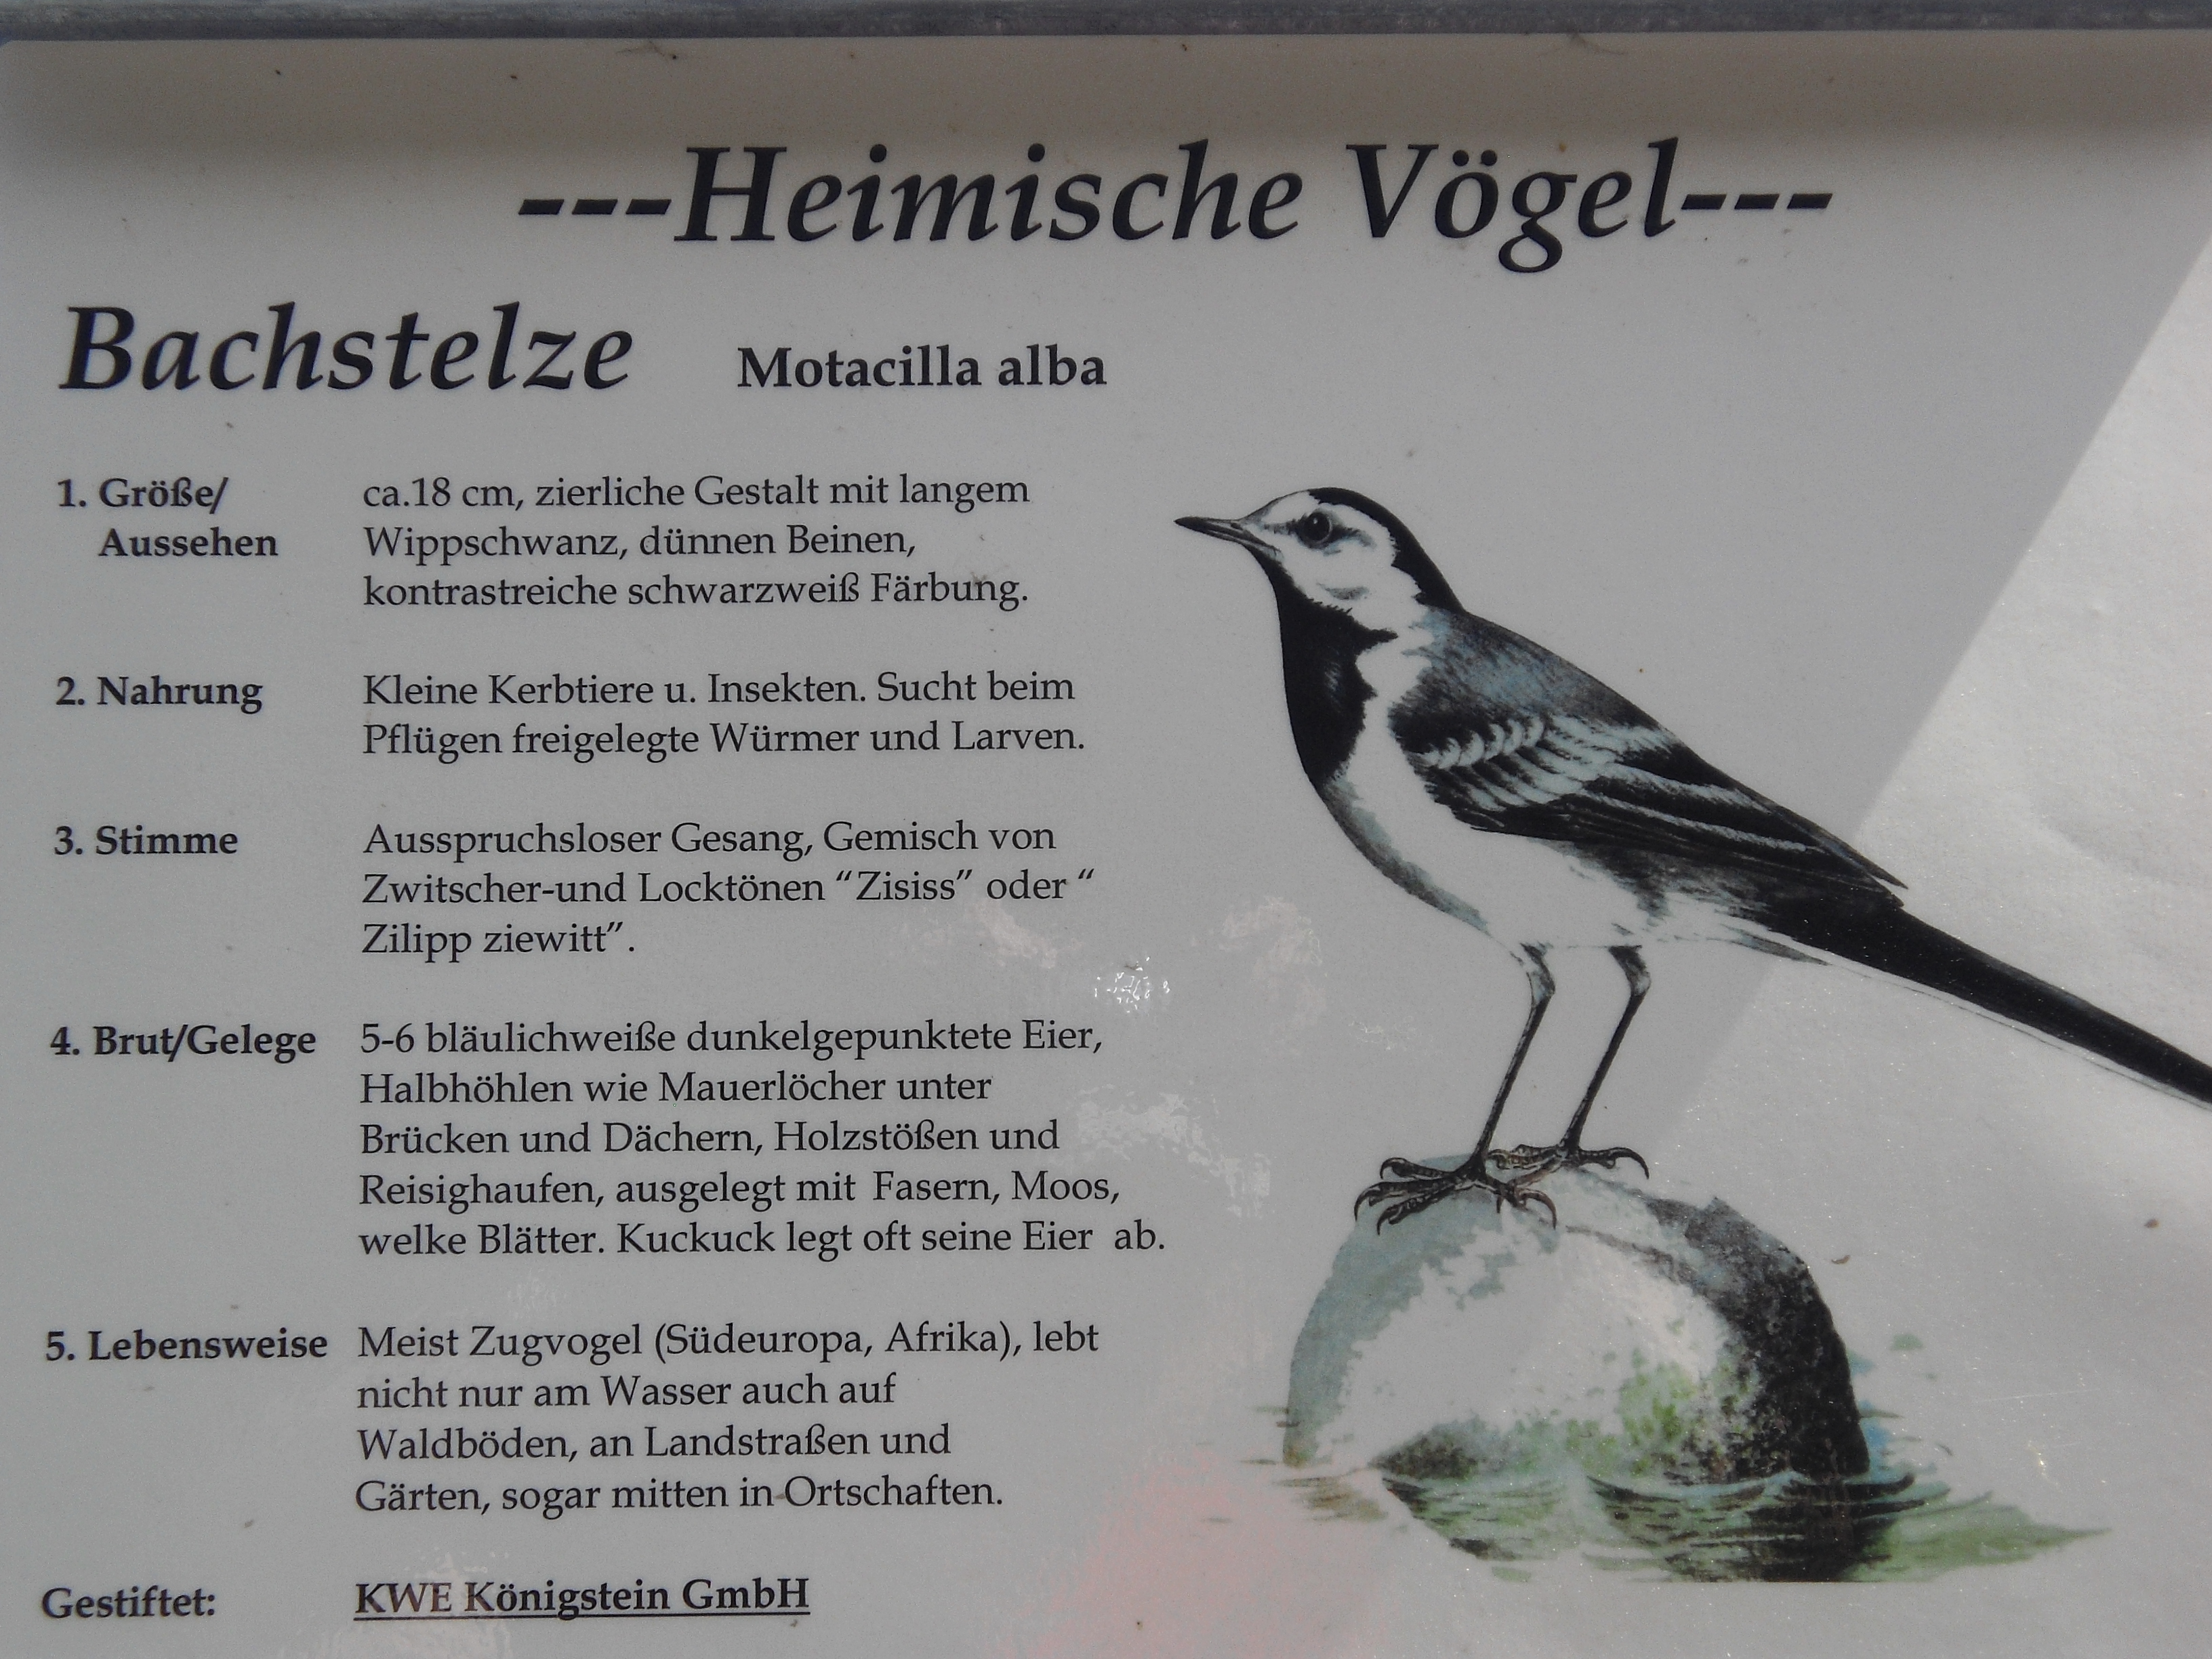 ---Heimische Vögel---
Bachstelze Motacilla alba
1. Größe/ ca.18 cm, zierliche Gestalt mit langem
Aussehen Wippschwanz, dünnen Beinen,
kontrastreiche schwarzweiß Färbung.
2. Nahrung Kleine Kerbtiere u. Insekten. Sucht beim
Pflügen freigelegte Würmer und Larven.
3. Stimme Ausspruchsloser Gesang, Gemisch von
Zwitscher-und Locktönen “Zisiss” oder “
Zilipp ziewitt”.
4. Brut/Gelege 5-6 bläulichweiße dunkelgepunktete Eier,
Halbhöhlen wie Mauerlöcher unter
Brücken und Dächern, Holzstößen und
Reisighaufen, ausgelegt mit Fasern, Moos,
welke Blätter. Kuckuck legt oft seine Eier ab.
5. Lebensweise Meist Zugvogel (Südeuropa, Afrika), lebt
nicht nur am Wasser auch auf
Waldböden, an Landstraßen und
Gärten, sogar mitten in Ortschaften.
Gestiftet: KWE Königstein GmbH